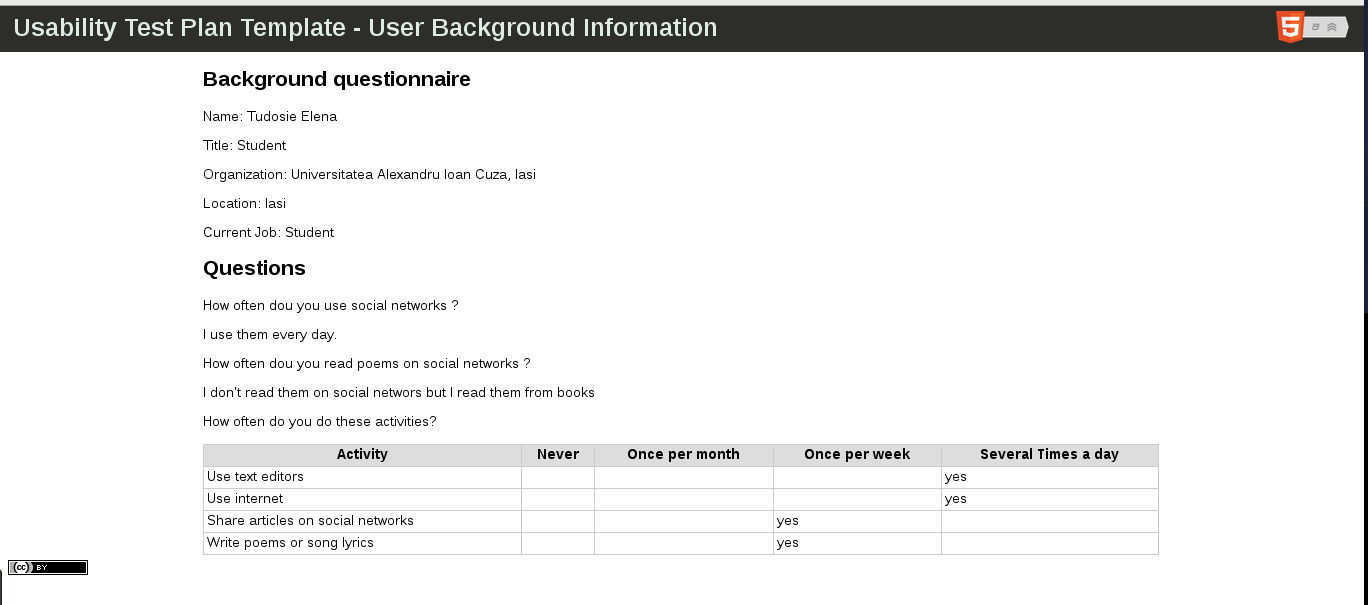 Usability Test Plan Template - User Background Information
Background questionnaire
Name: Tudosie Elena
Title: Student
Organization: Universitatea Alexandru Ioan Cuza, Iasi
Location: Iasi
Current Job: Student
Questions
How often dou you use social networks ?
I use them every day.
How often dou you read poems on social networks ?
I don't read them on social networs but I read them from books
How often do you do these activities?
Activity Never Once per month Once per week Several Times a day
Use text editors yes
Use internet yes
Share articles on social networks yes
Write poems or song lyrics yes
(cc) BY